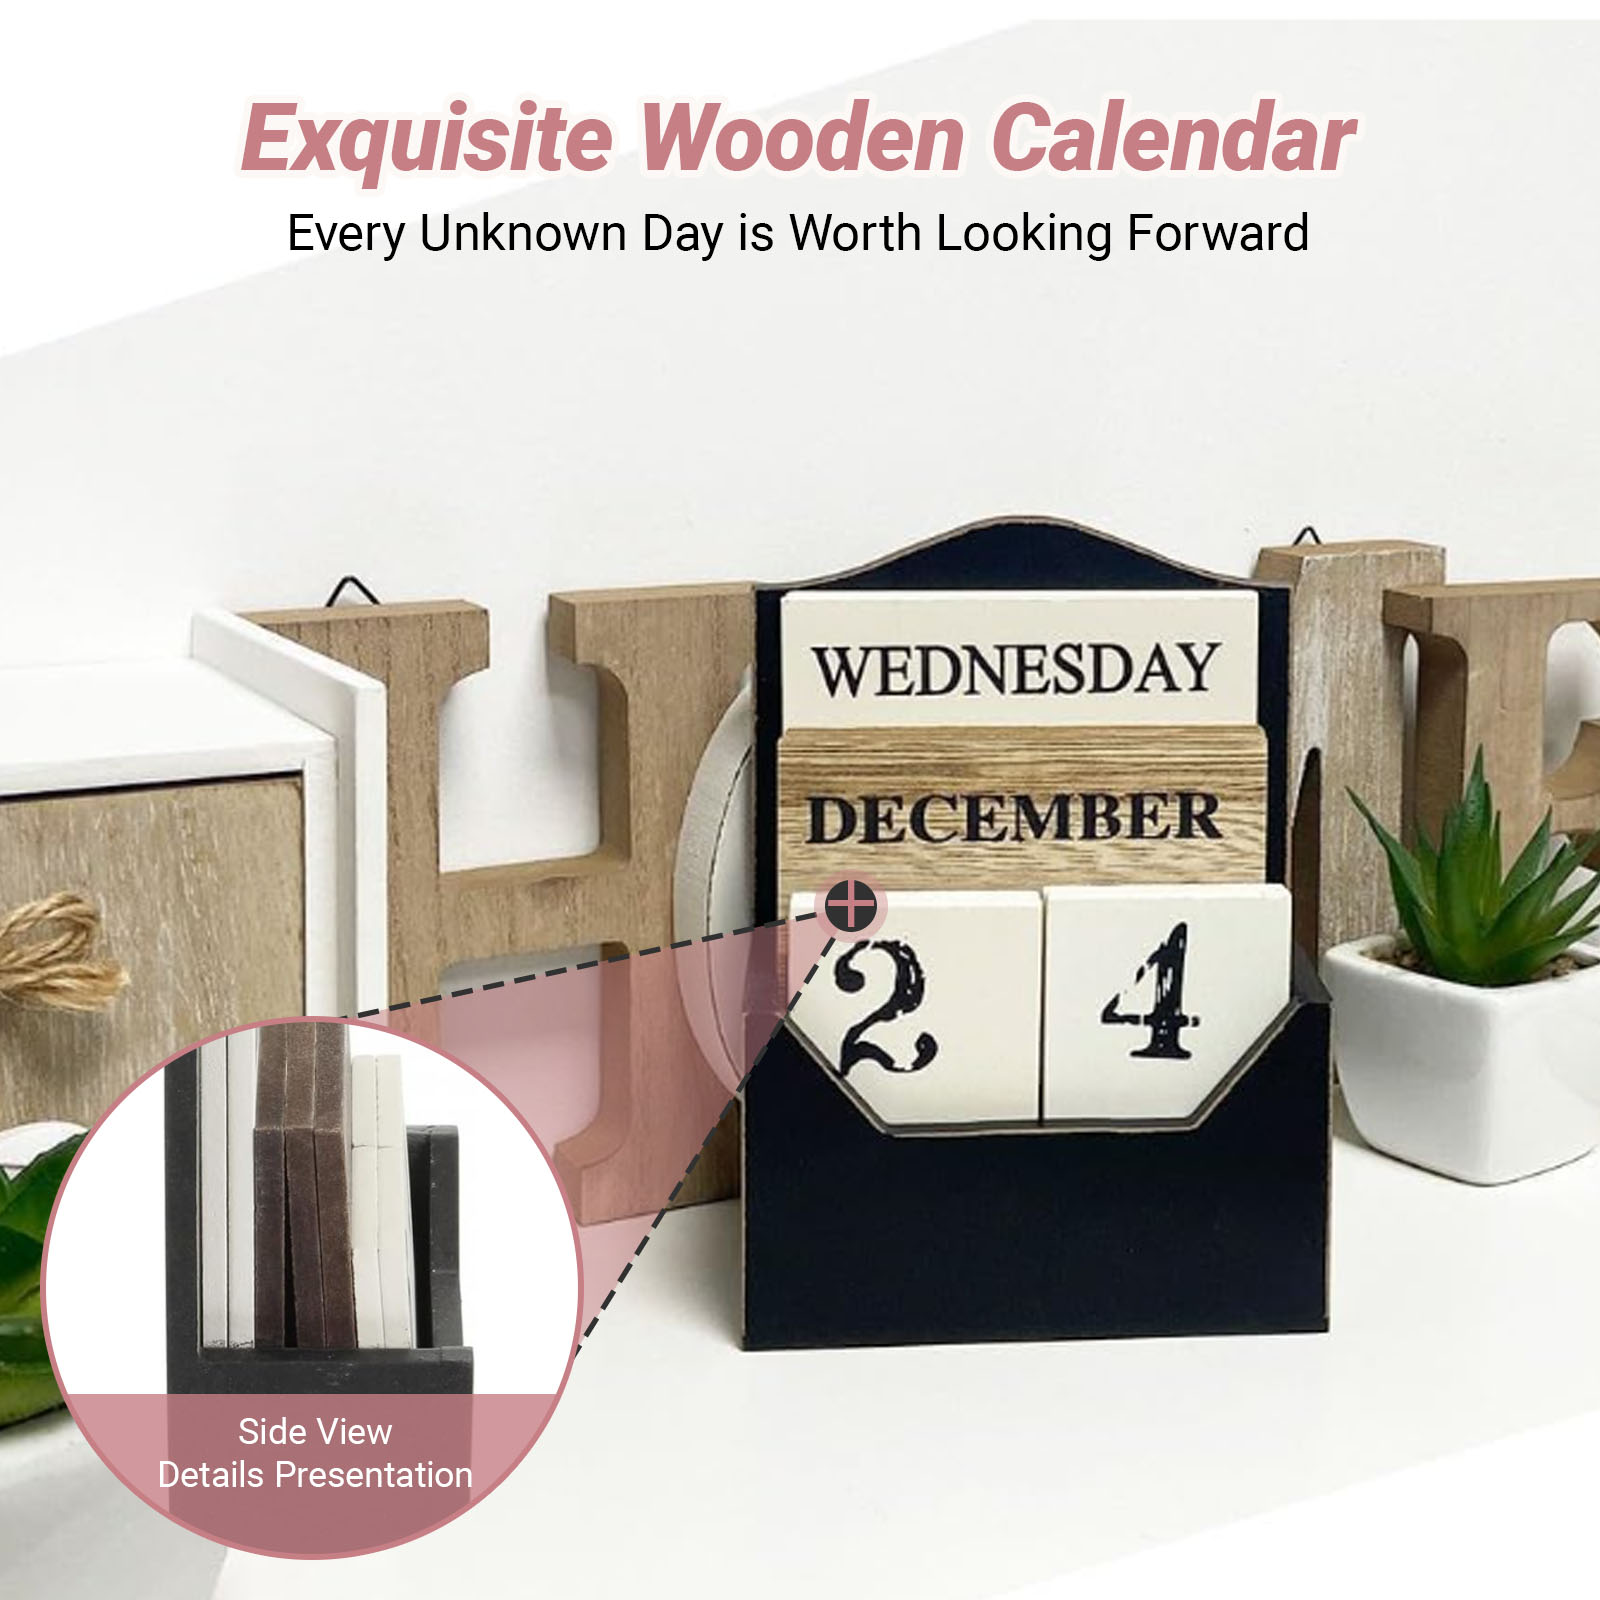 Exquisite Wooden Calendar
Every Unknown Day is Worth Looking Forward
WEDNESDAY
DECEMBER
2 4
Side View
Details Presentation